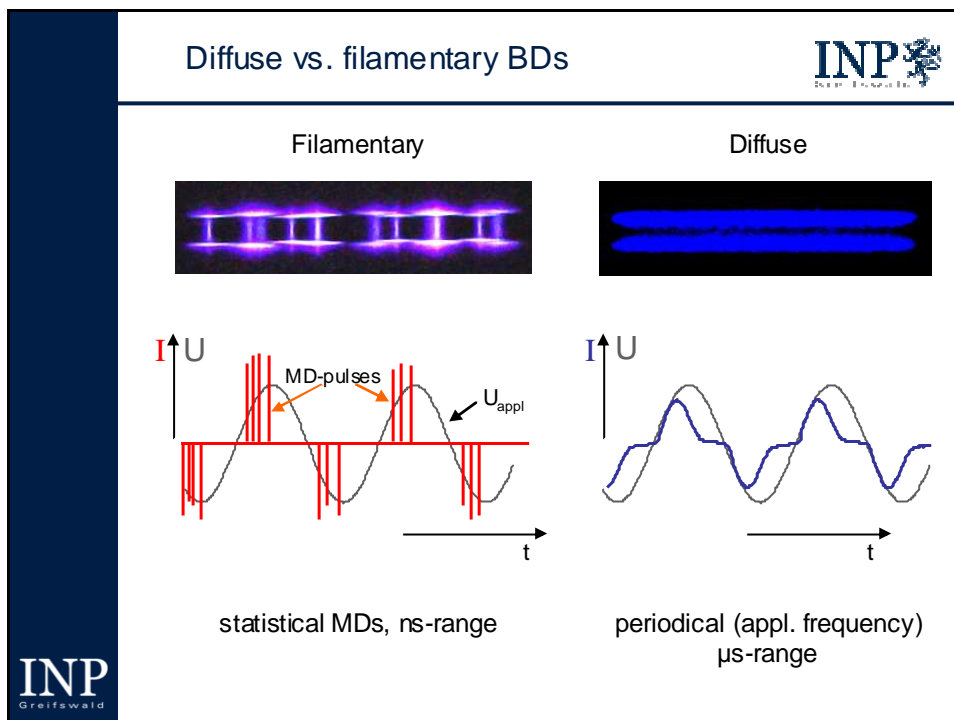 Diffuse vs. filamentary BDs
INP
Filamentary
Diffuse
I U
MD-pulses
U appl
t
I U
t
statistical MDs, ns-range
periodical (appl. frequency)
µs-range
INP
Greifswald